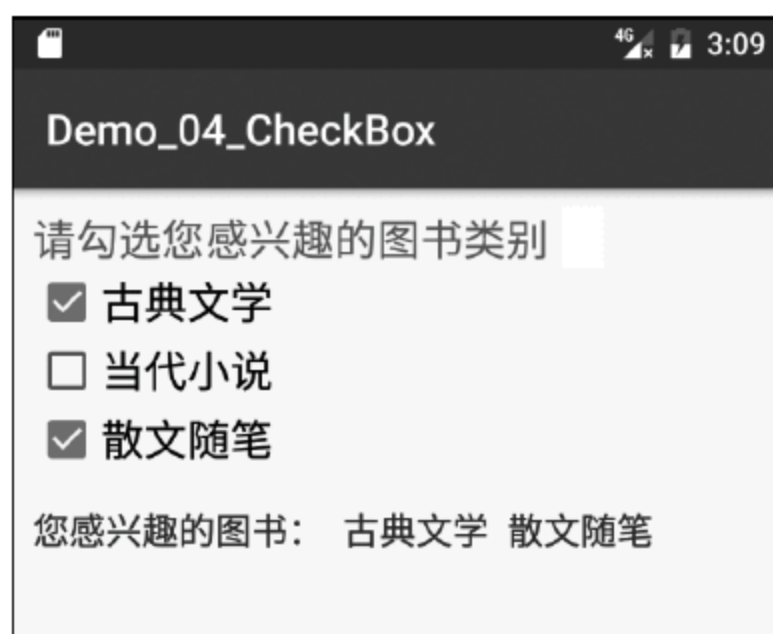 4G 3:09
Demo_04_CheckBox
请勾选您感兴趣的图书类别
古典文学
当代小说
散文随笔
您感兴趣的图书： 古典文学 散文随笔